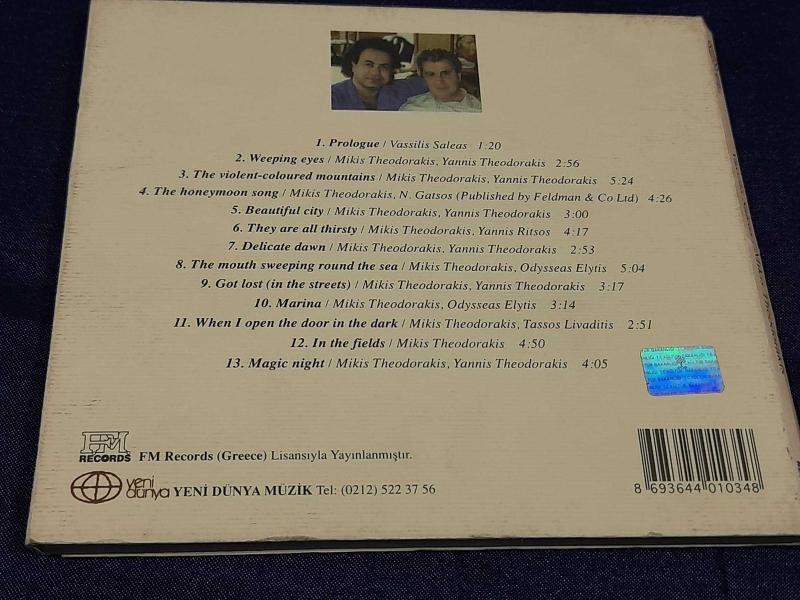 1. Prologue / Vassilis Saleas 1:20
2. Weeping eyes / Mikis Theodorakis, Yannis Theodorakis 2:56
3. The violent-coloured mountains / Mikis Theodorakis, Yannis Theodorakis 5:24
4. The honeymoon song / Mikis Theodorakis, N. Gatsos (Published by Feldman & Co Ltd) 4:26
5. Beautiful city / Mikis Theodorakis, Yannis Theodorakis 3:00
6. They are all thirsty / Mikis Theodorakis, Yannis Ritsos 4:17
7. Delicate dawn / Mikis Theodorakis, Yannis Theodorakis 2:53
8. The mouth sweeping round the sea / Mikis Theodorakis, Odysseas Elytis 5:04
9. Got lost (in the streets) / Mikis Theodorakis, Yannis Theodorakis 3:17
10. Marina / Mikis Theodorakis, Odysseas Elytis 3:14
11. When I open the door in the dark / Mikis Theodorakis, Tassos Livaditis 2:51
12. In the fields / Mikis Theodorakis 4:50
13. Magic night / Mikis Theodorakis, Yannis Theodorakis 4:05
FM
RECORDS FM Records (Greece) Lisansıyla Yayınlanmıştır.
yeni
dünya YENİ DÜNYA MÜZİK Tel: (0212) 522 37 56
8 693644 010348